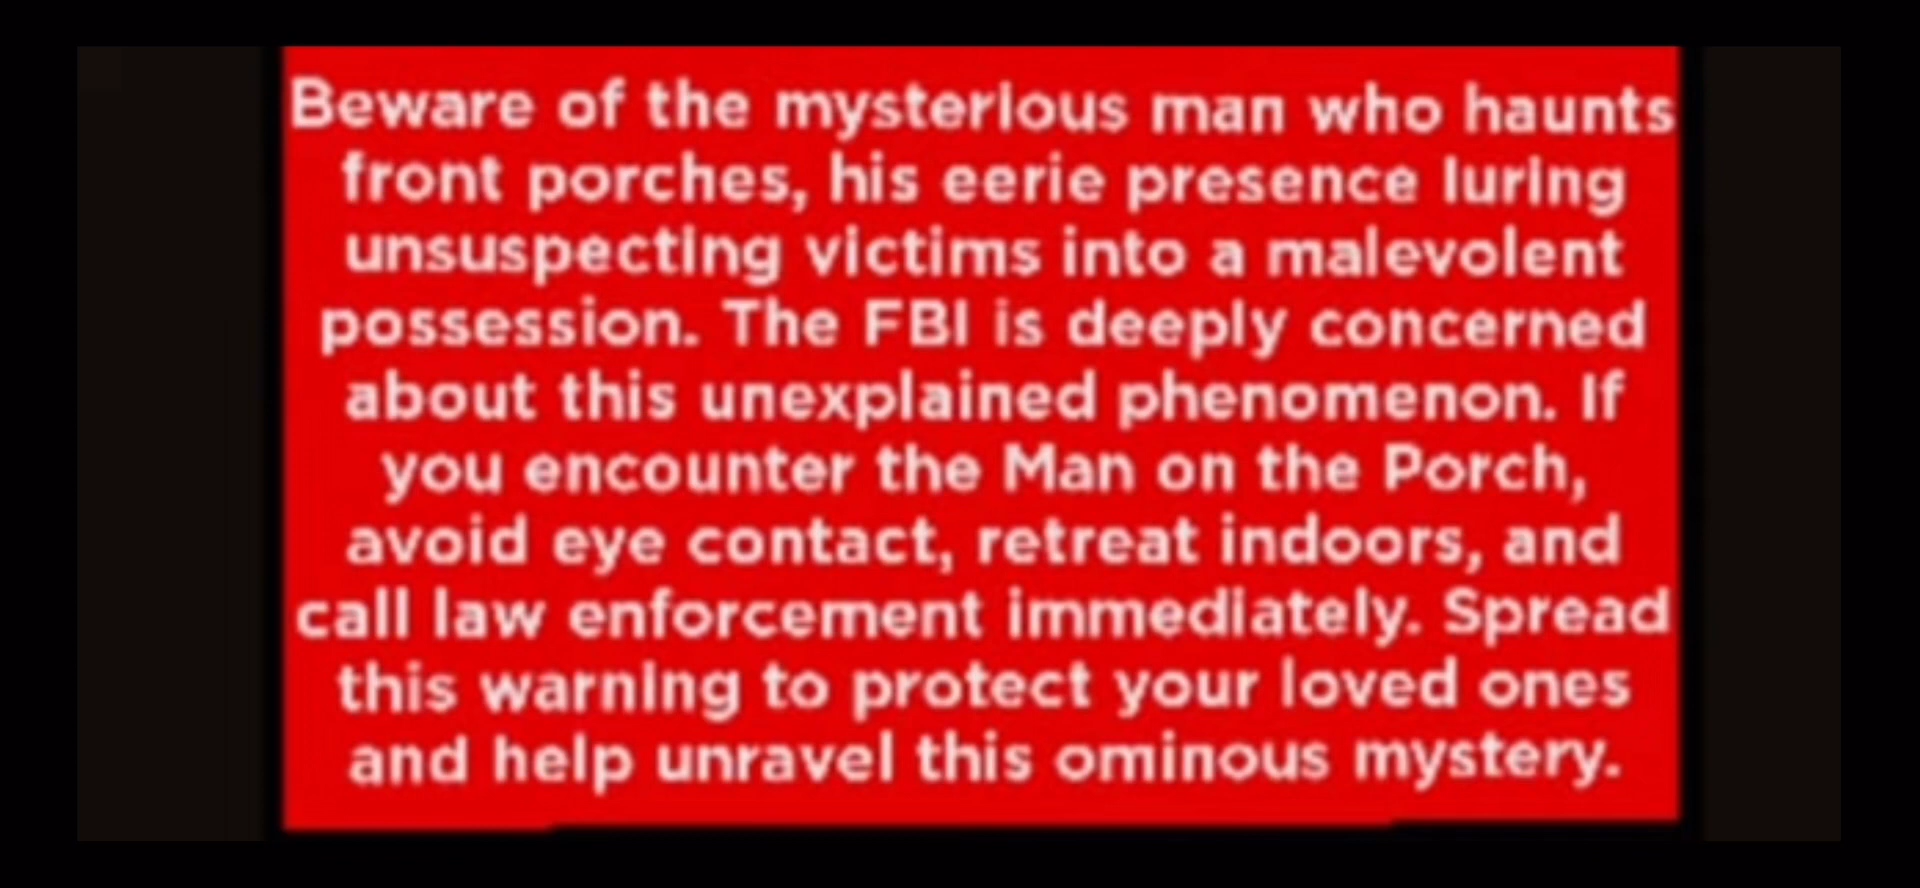 Beware of the mysterious man who haunts
front porches, his eerie presence luring
unsuspecting victims into a malevolent
possession. The FBI is deeply concerned
about this unexplained phenomenon. If
you encounter the Man on the Porch,
avoid eye contact, retreat indoors, and
call law enforcement immediately. Spread
this warning to protect your loved ones
and help unravel this ominous mystery.